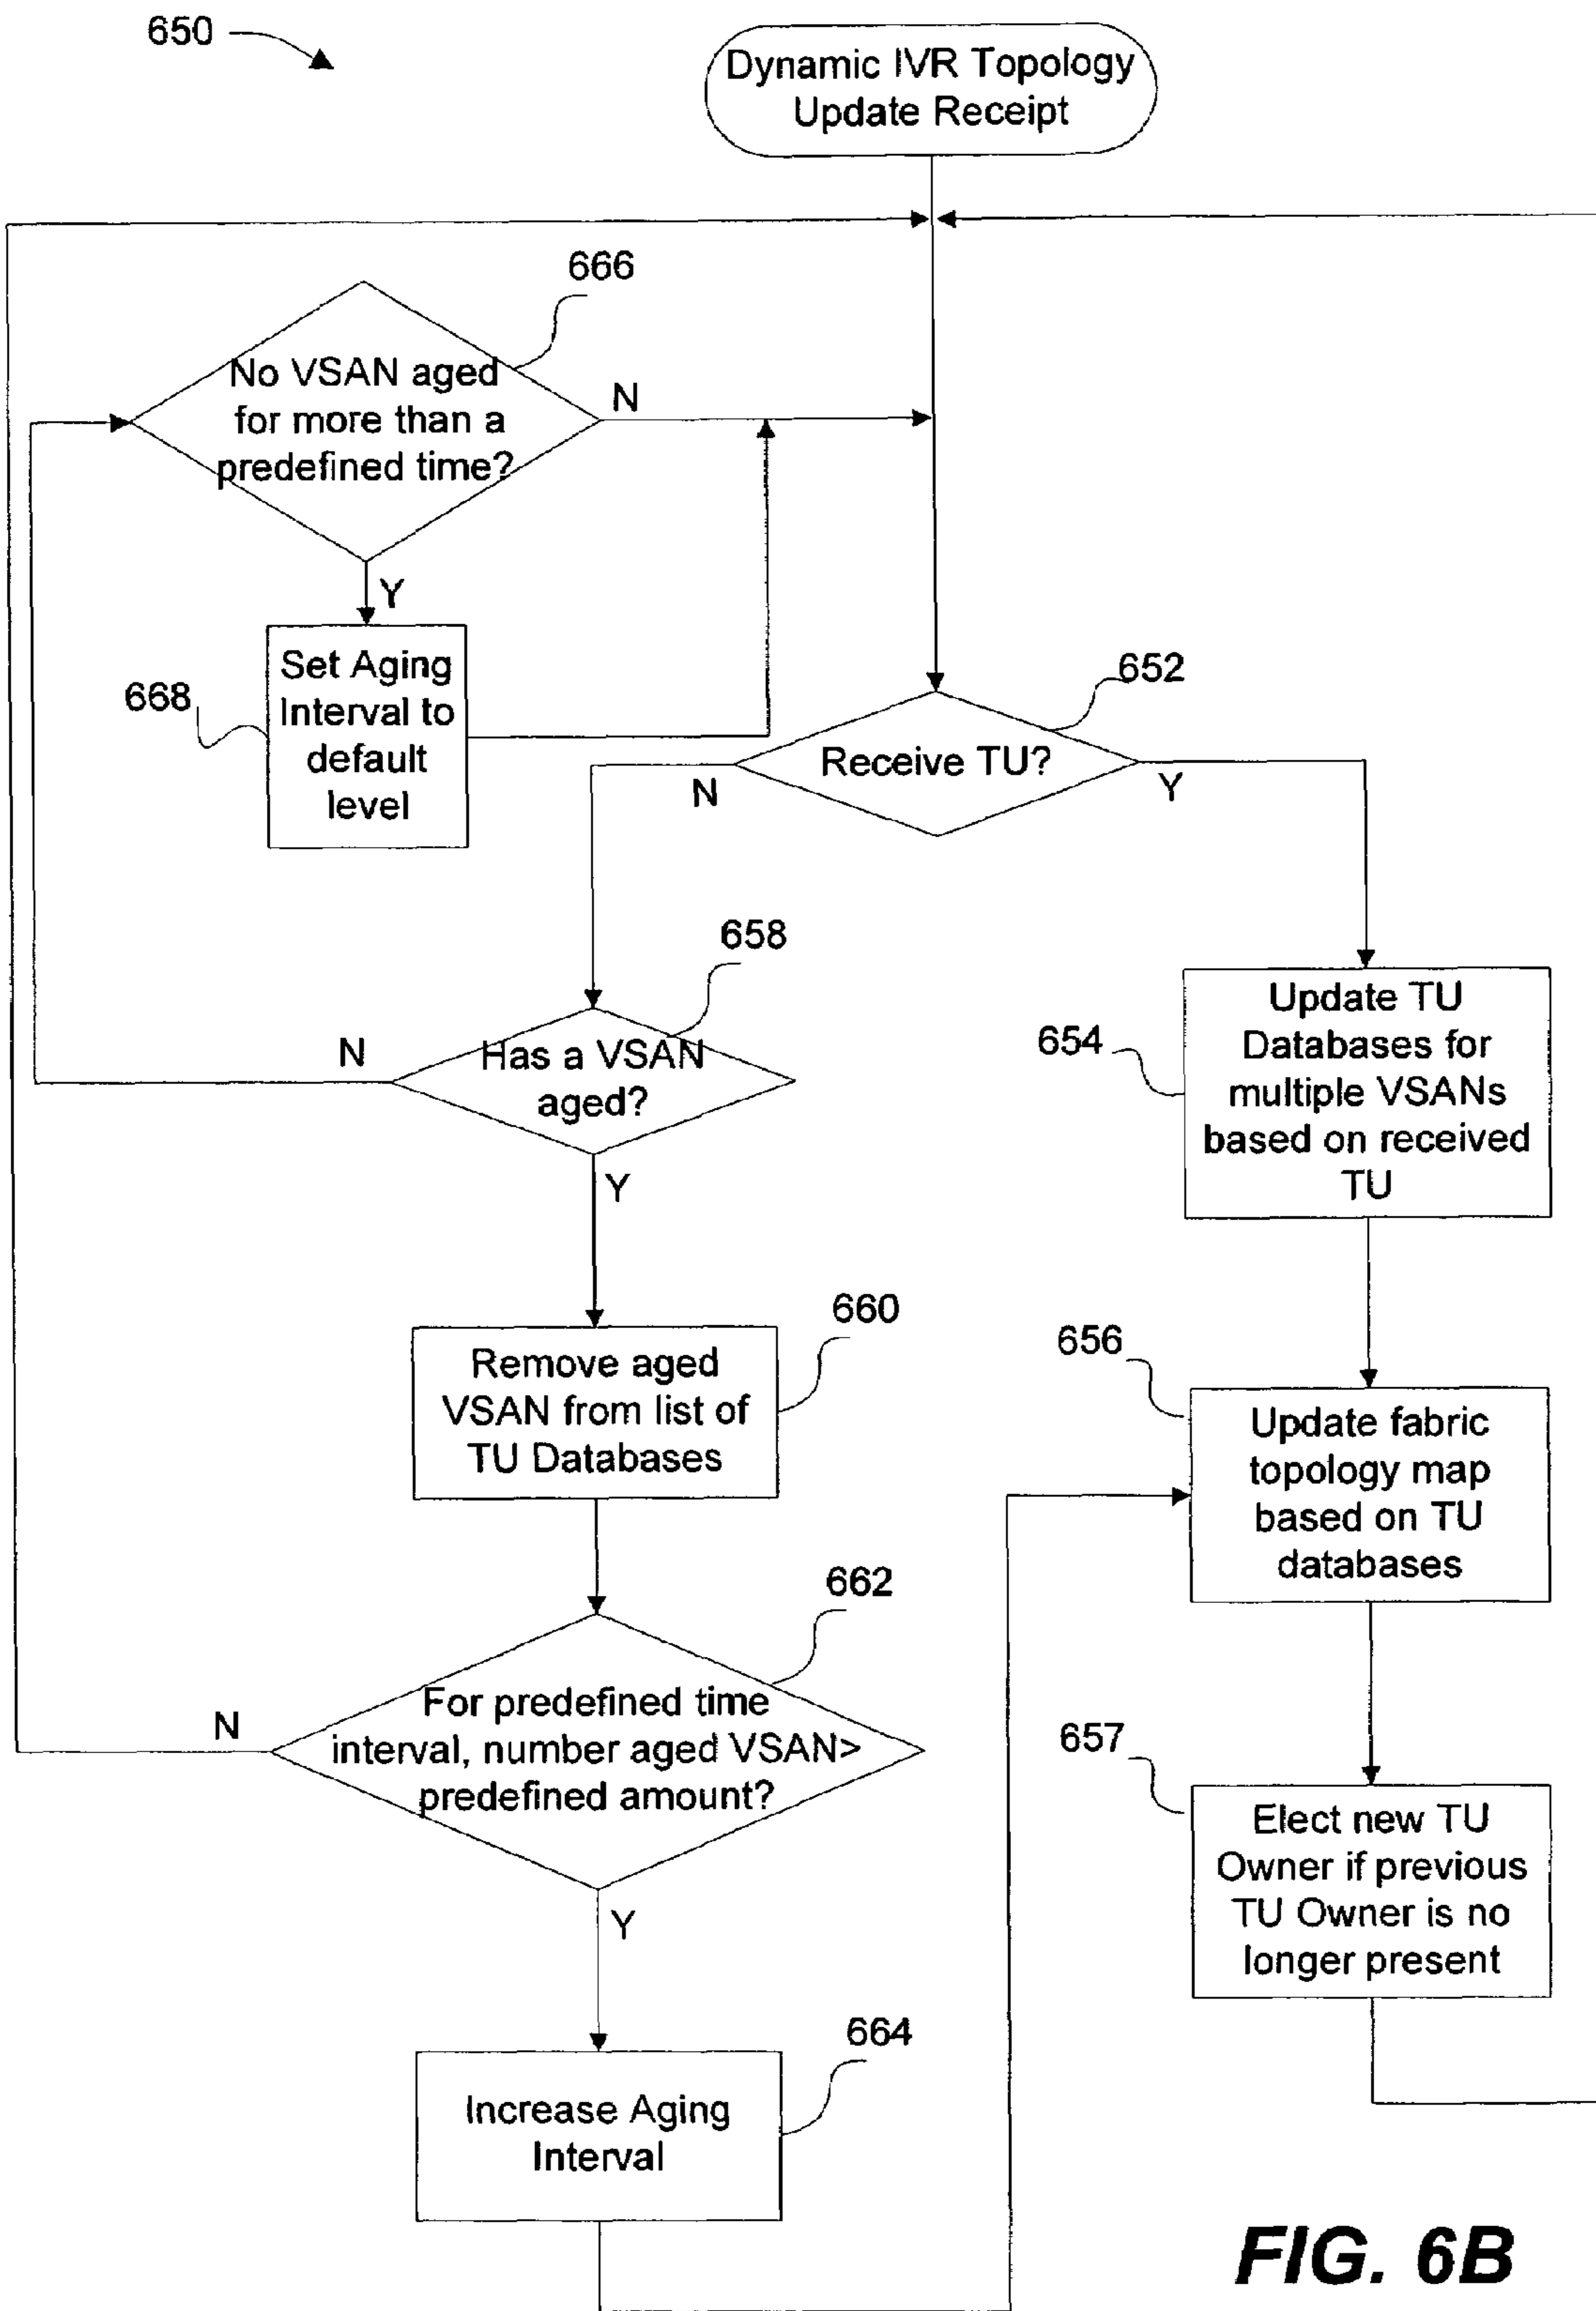 650
Dynamic IVR Topology
Update Receipt
666
No VSAN aged
for more than a
predefined time?
N
Y
Set Aging
Interval to
default
level
668
652
Receive TU?
N
Y
658
Has a VSAN
aged?
N
Y
654
Update TU
Databases for
multiple VSANs
based on received
TU
660
Remove aged
VSAN from list of
TU Databases
656
Update fabric
topology map
based on TU
databases
662
For predefined time
interval, number aged VSAN>
predefined amount?
N
Y
657
Elect new TU
Owner if previous
TU Owner is no
longer present
664
Increase Aging
Interval
FIG. 6B